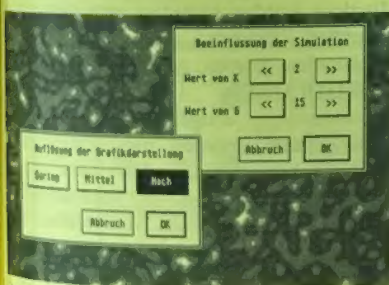 Beeinflussung der Simulation
Wert von K << 2 >>
Wert von G << 15 >>
Abbruch OK
Auflösung der Grafikdarstellung
Gering Mittel Hoch
Abbruch OK